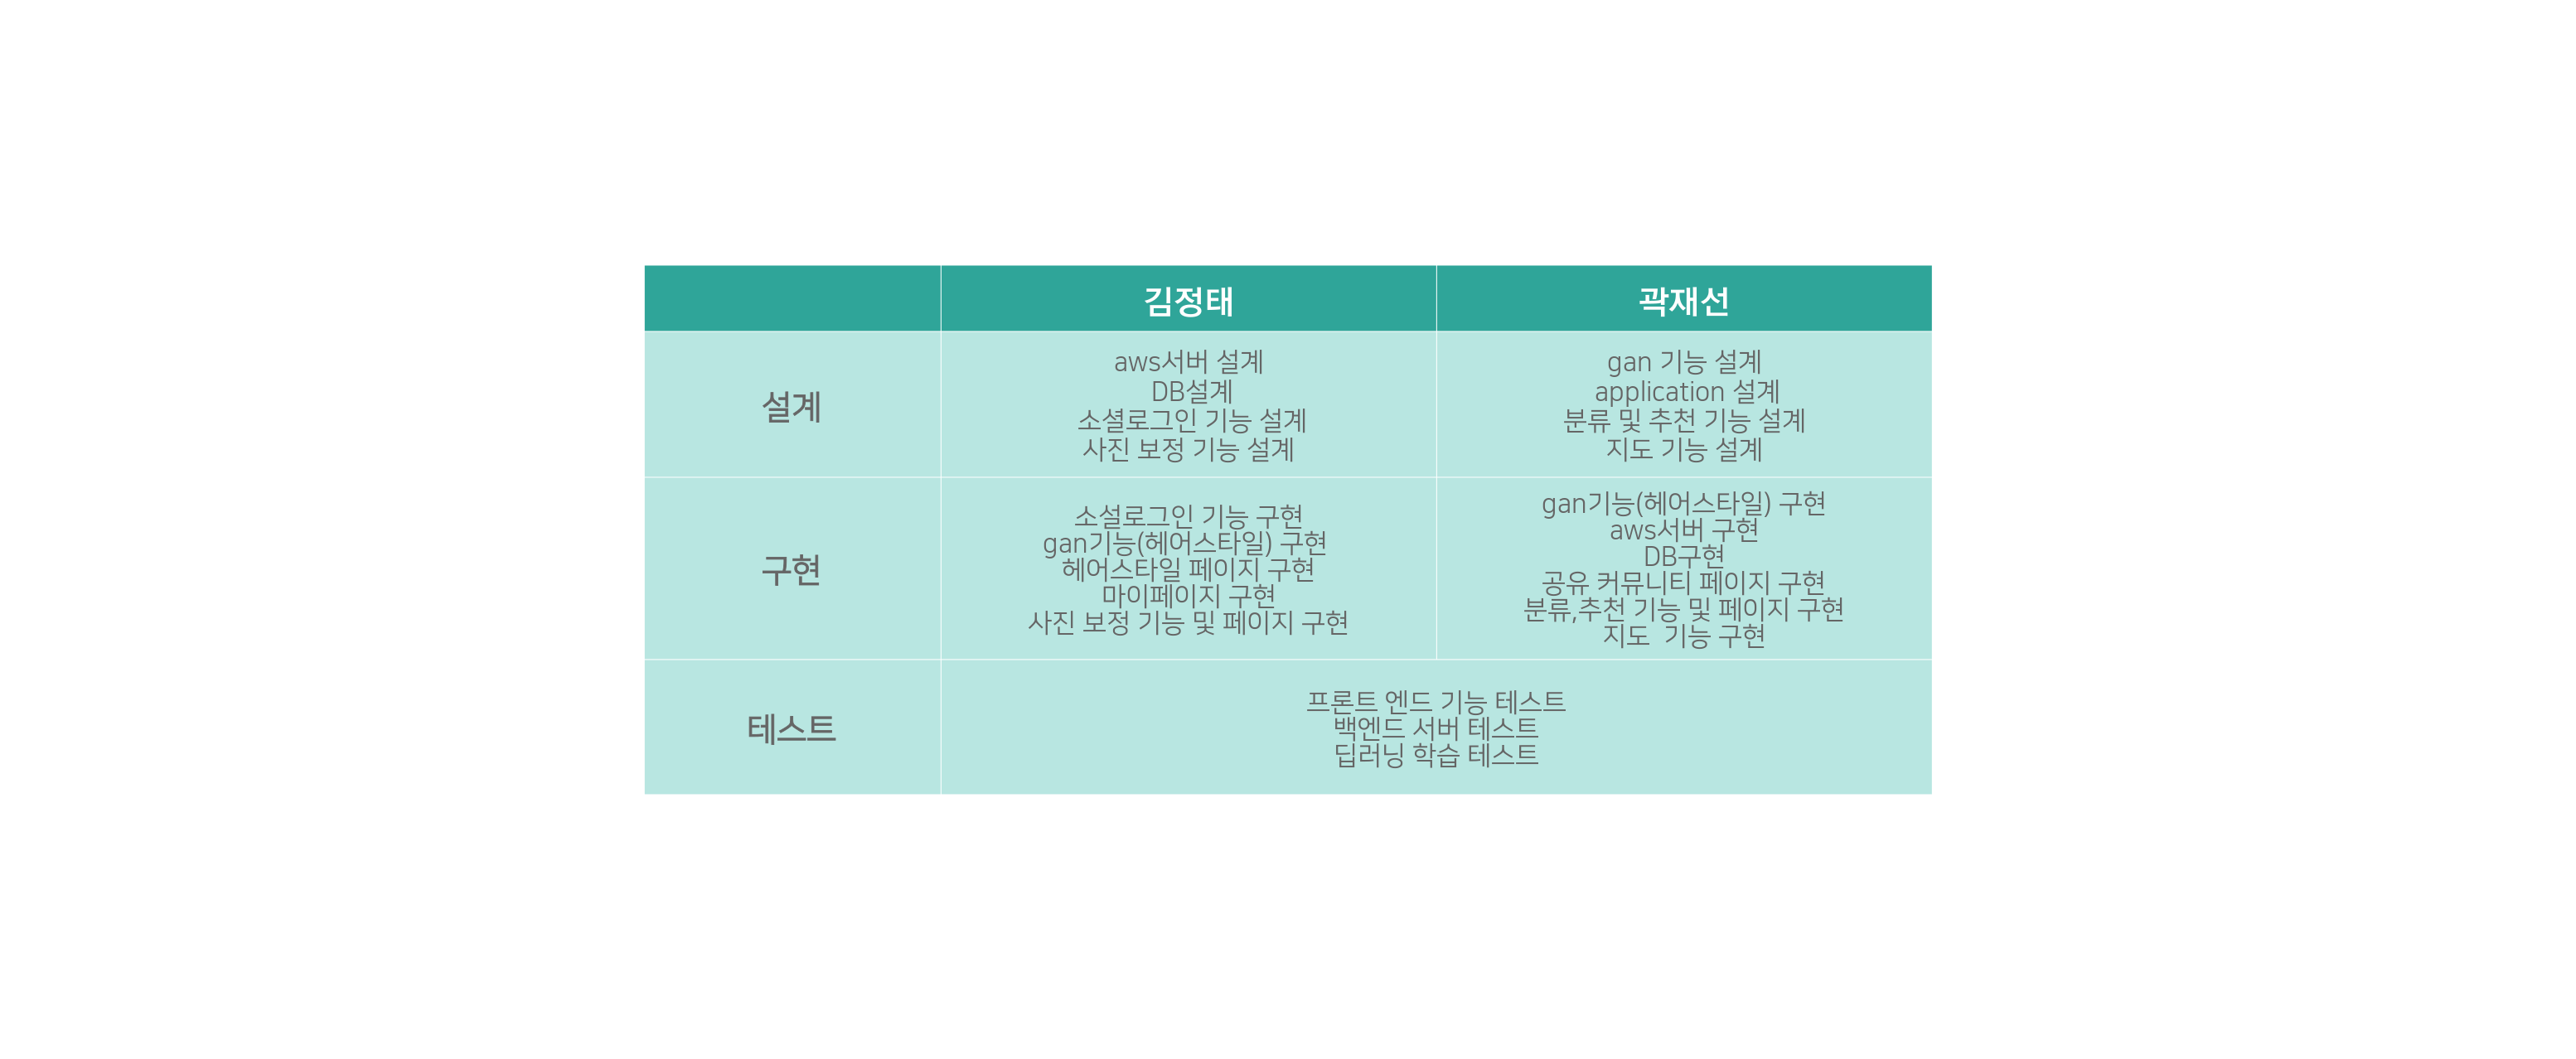 김정태
곽재선
설계
aws서버 설계
DB설계
소셜로그인 기능 설계
사진 보정 기능 설계
gan 기능 설계
application 설계
분류 및 추천 기능 설계
지도 기능 설계
구현
소설로그인 기능 구현
gan기능(헤어스타일) 구현
헤어스타일 페이지 구현
마이페이지 구현
사진 보정 기능 및 페이지 구현
gan기능(헤어스타일) 구현
aws서버 구현
DB구현
공유 커뮤니티 페이지 구현
분류,추천 기능 및 페이지 구현
지도  기능 구현
테스트
프론트 엔드 기능 테스트
백엔드 서버 테스트
딥러닝 학습 테스트